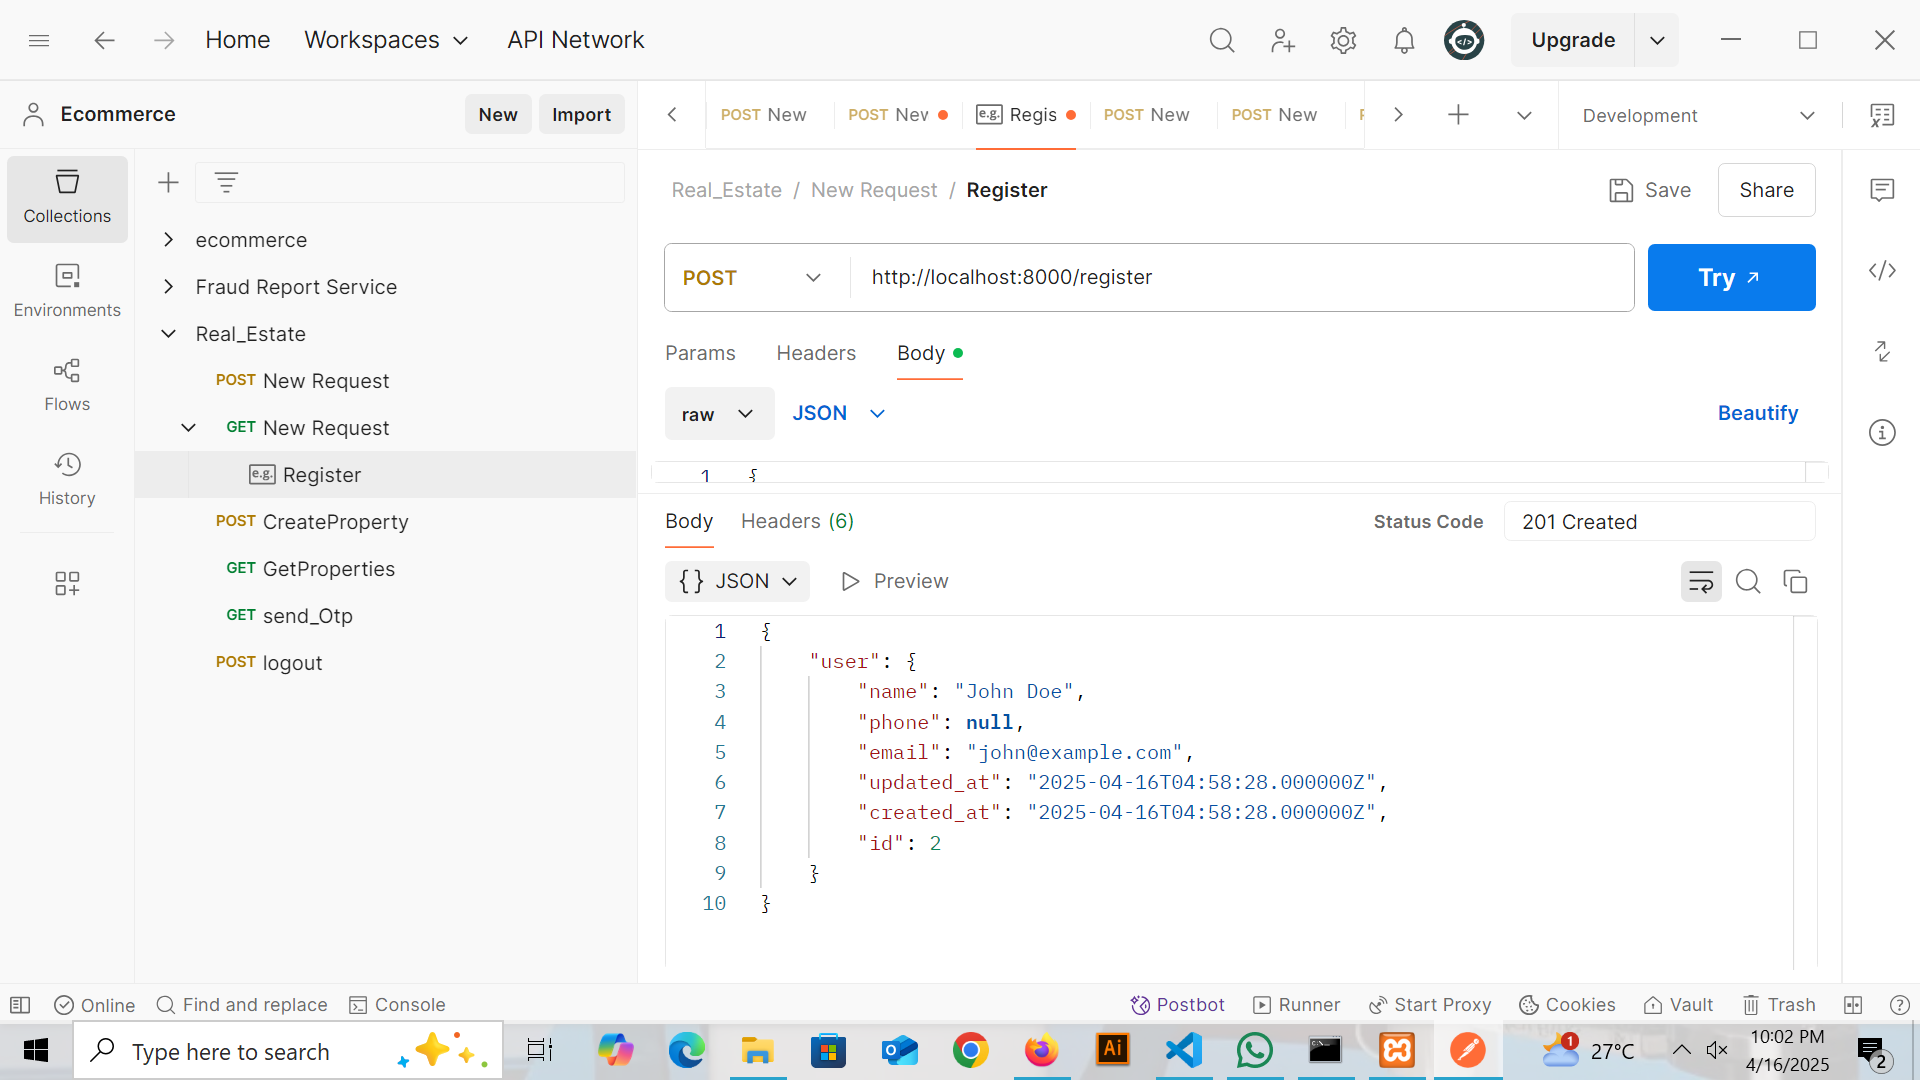 Home Workspaces API Network Upgrade
Ecommerce New Import
POST New POST New e.g. Regis POST New POST New Development
Collections
Environments
Flows
History
ecommerce
Fraud Report Service
Real_Estate
POST New Request
GET New Request
e.g. Register
POST CreateProperty
GET GetProperties
GET send_Otp
POST logout
Real_Estate / New Request / Register Save Share
POST http://localhost:8000/register Try
Params Headers Body
raw JSON Beautify
1 {
Body Headers (6) Status Code 201 Created
{} JSON Preview
1 {
2 "user": {
3 "name": "John Doe",
4 "phone": null,
5 "email": "john@example.com",
6 "updated_at": "2025-04-16T04:58:28.000000Z",
7 "created_at": "2025-04-16T04:58:28.000000Z",
8 "id": 2
9 }
10 }
Online Find and replace Console Postbot Runner Start Proxy Cookies Vault Trash
Type here to search Ai 1 27°C 10:02 PM
4/16/2025 2